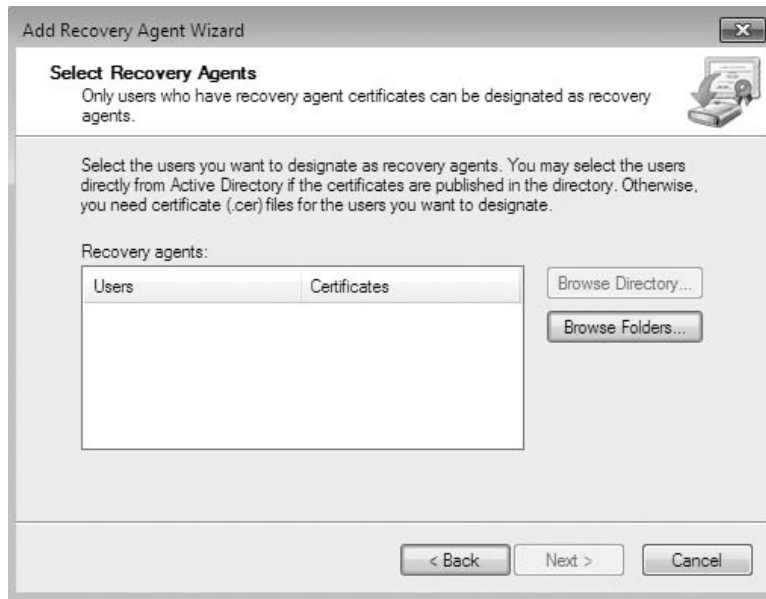 Add Recovery Agent Wizard
Select Recovery Agents
Only users who have recovery agent certificates can be designated as recovery
agents.
Select the users you want to designate as recovery agents. You may select the users
directly from Active Directory if the certificates are published in the directory. Otherwise,
you need certificate (.cer) files for the users you want to designate.
Recovery agents:
Users Certificates
Browse Directory...
Browse Folders...
< Back Next > Cancel